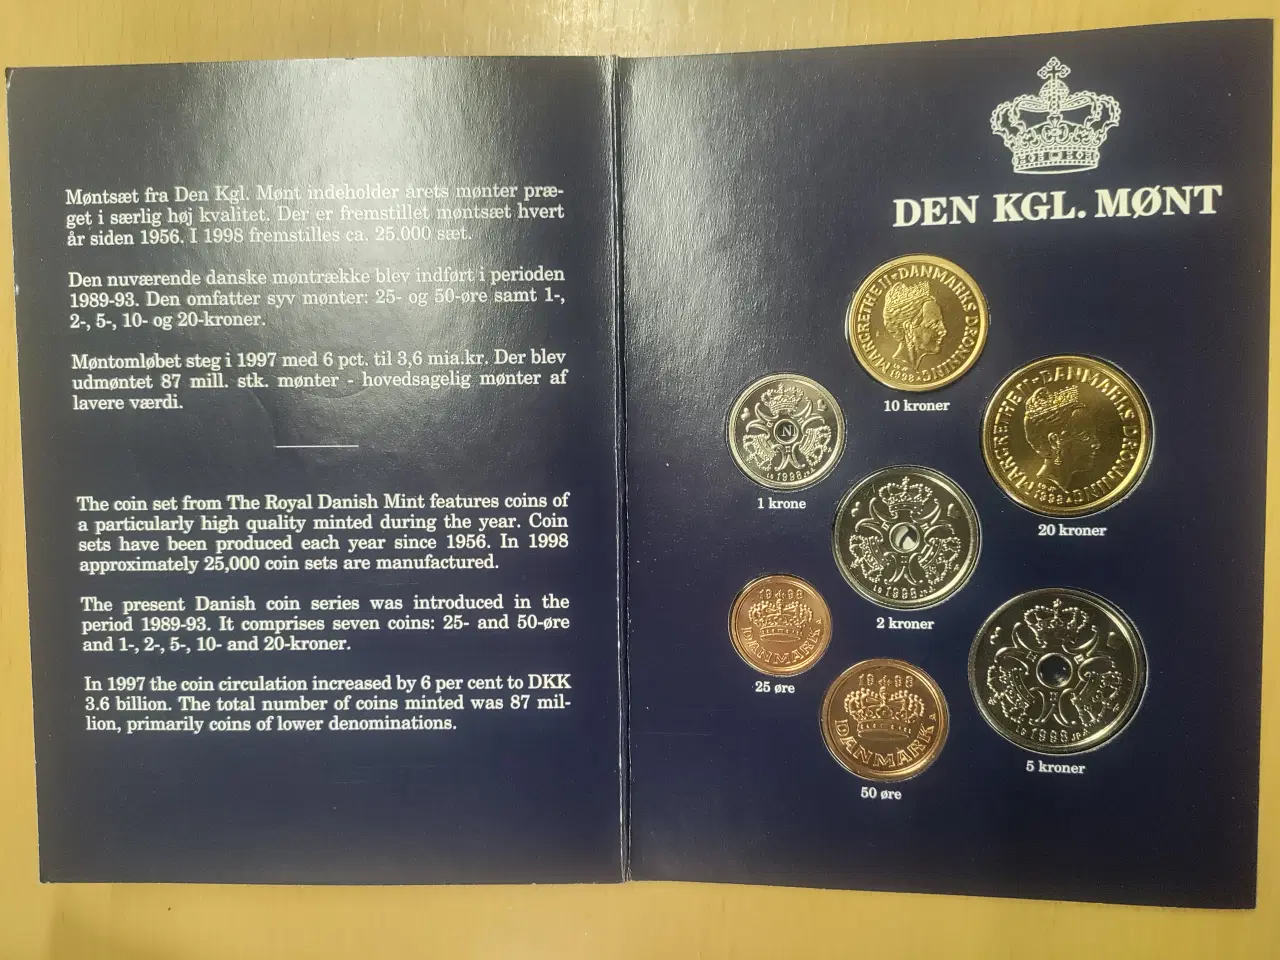 Møntsæt fra Den Kgl. Mønt indeholder årets mønter præ-
get i særlig høj kvalitet. Der er fremstillet møntsæt hvert
år siden 1956. I 1998 fremstilles ca. 25.000 sæt.
Den nuværende danske møntrække blev indført i perioden
1989-93. Den omfatter syv mønter: 25- og 50-øre samt 1-,
2-, 5-, 10- og 20-kroner.
Møntomløbet steg i 1997 med 6 pct. til 3,6 mia.kr. Der blev
udmøntet 87 mill. stk. mønter - hovedsagelig mønter af
lavere værdi.
The coin set from The Royal Danish Mint features coins of
a particularly high quality minted during the year. Coin
sets have been produced each year since 1956. In 1998
approximately 25,000 coin sets are manufactured.
The present Danish coin series was introduced in the
period 1989-93. It comprises seven coins: 25- and 50-øre
and 1-, 2-, 5-, 10- and 20-kroner.
In 1997 the coin circulation increased by 6 per cent to DKK
3.6 billion. The total number of coins minted was 87 mil-
lion, primarily coins of lower denominations.
DEN KGL. MØNT
MARGRETHE II - DANMARKS DRONNING
1998
10 kroner
MARGRETHE II - DANMARKS DRONNING
1998
20 kroner
N
1998
1 krone
1998
2 kroner
1998
DANMARK
25 øre
1998
DANMARK
50 øre
1998
5 kroner